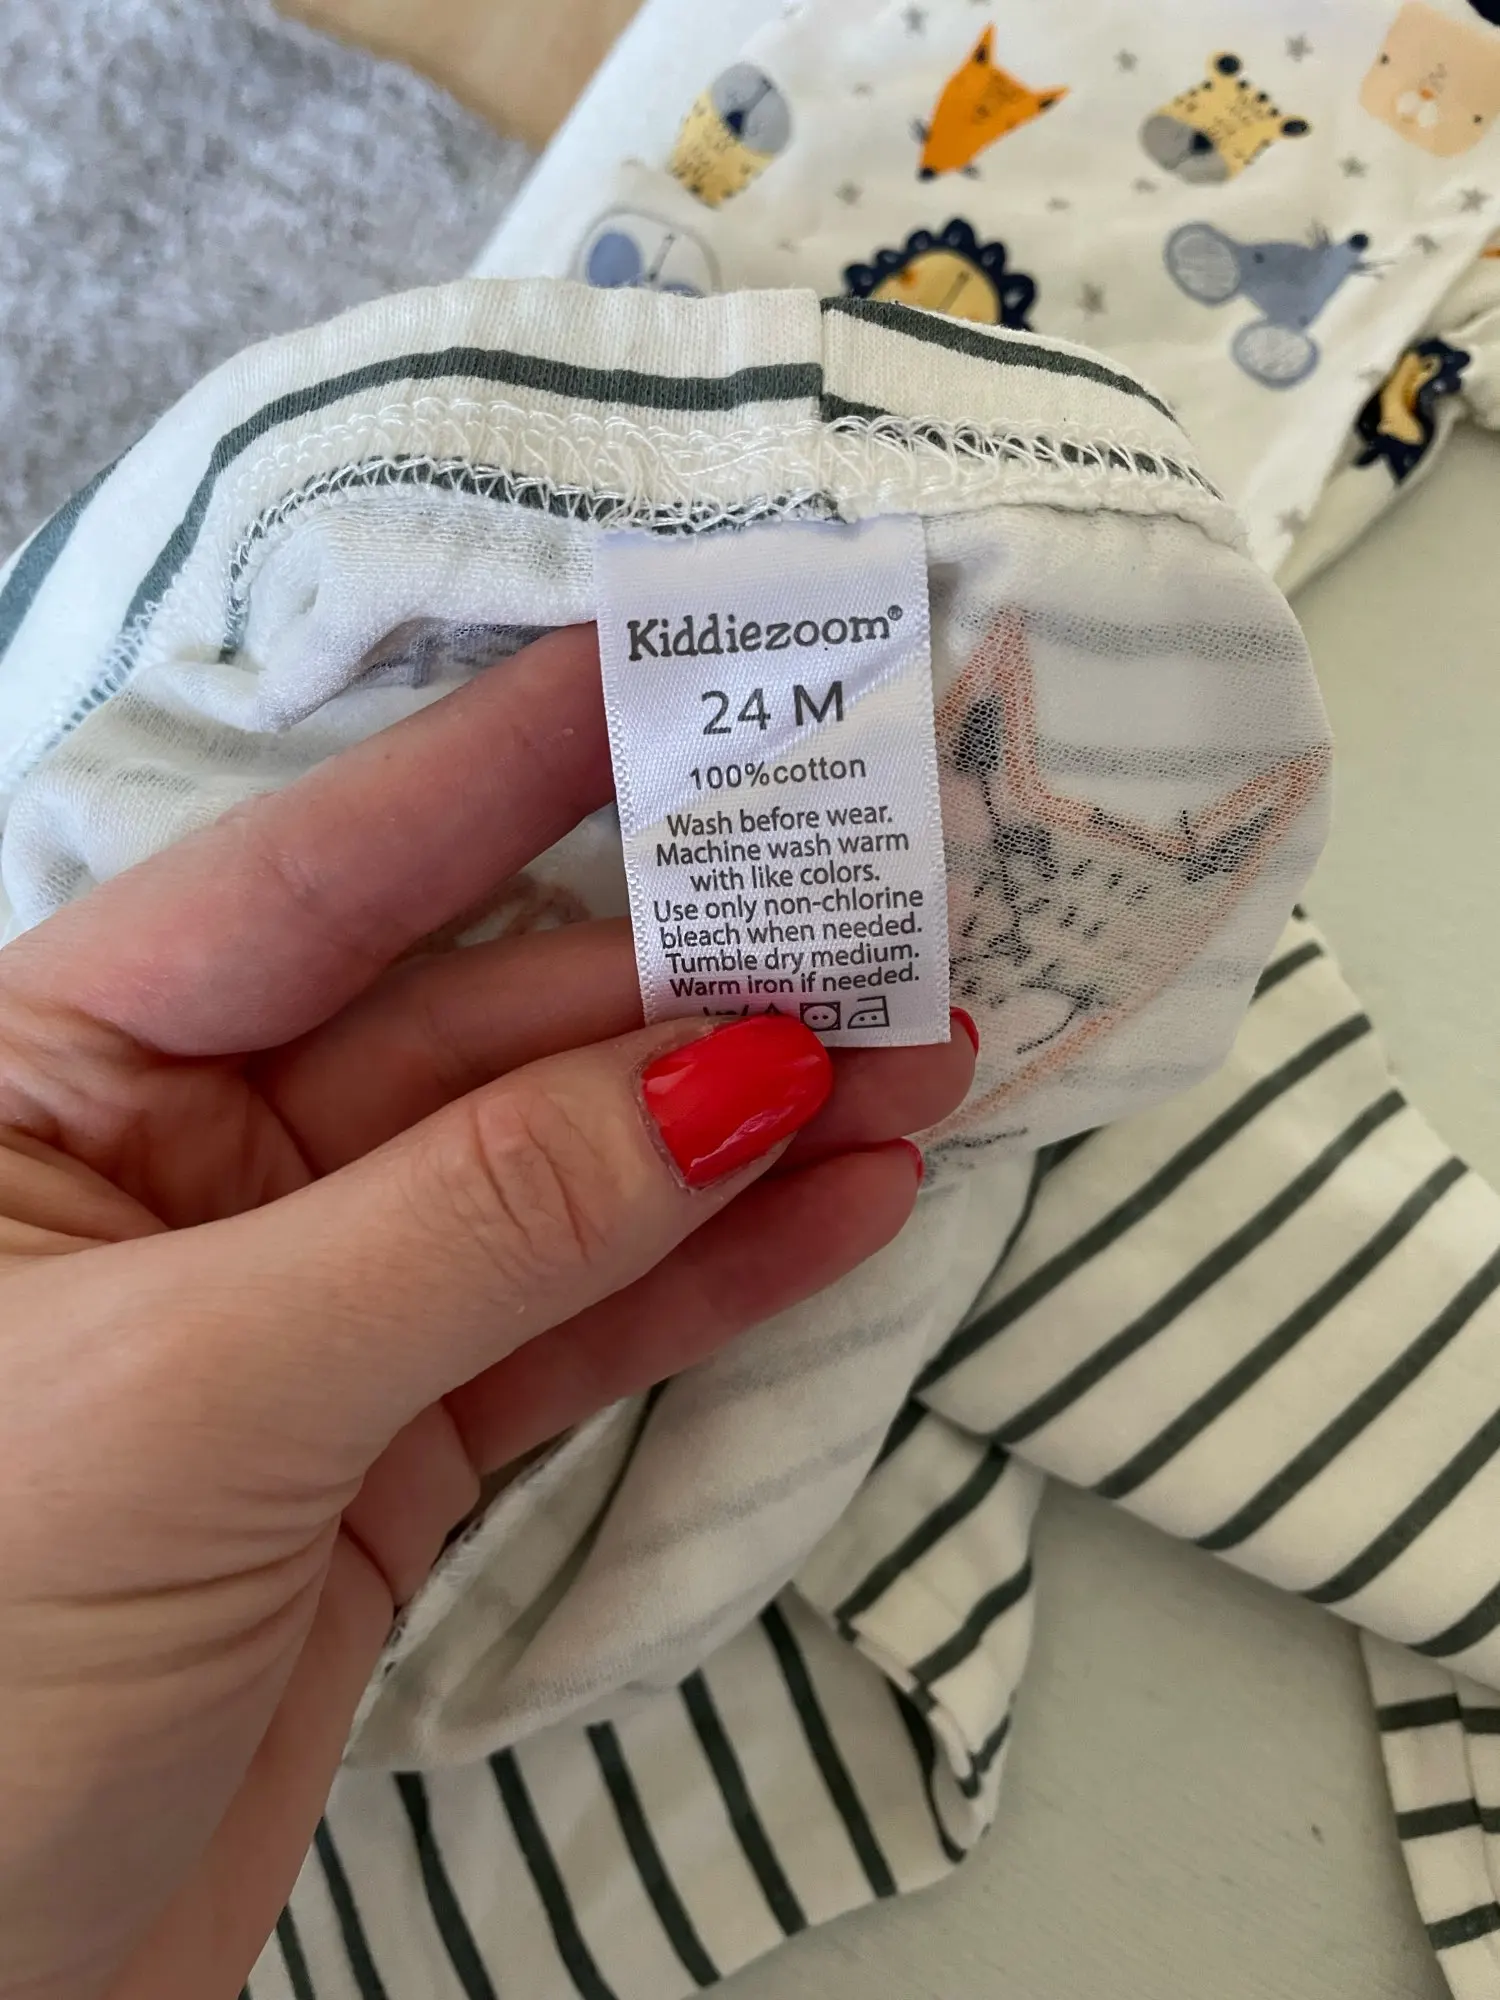 Kiddiezoom®
24 M
100%cotton
Wash before wear.
Machine wash warm
with like colors.
Use only non-chlorine
bleach when needed.
Tumble dry medium.
Warm iron if needed.